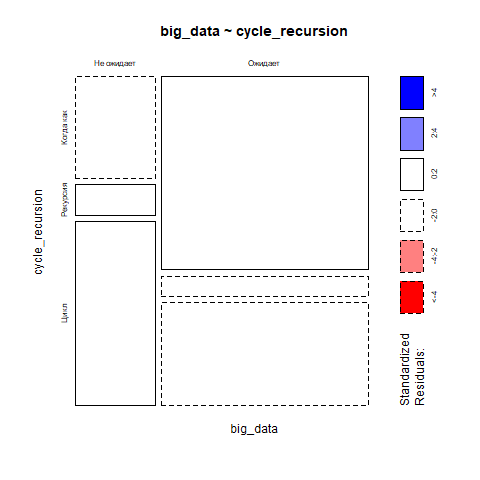 big_data ~ cycle_recursion
Не ожидает
Ожидает
Когда как
Рекурсия
Цикл
cycle_recursion
big_data
>4
2:4
0:2
-2:0
-4:-2
<-4
Standardized
Residuals: